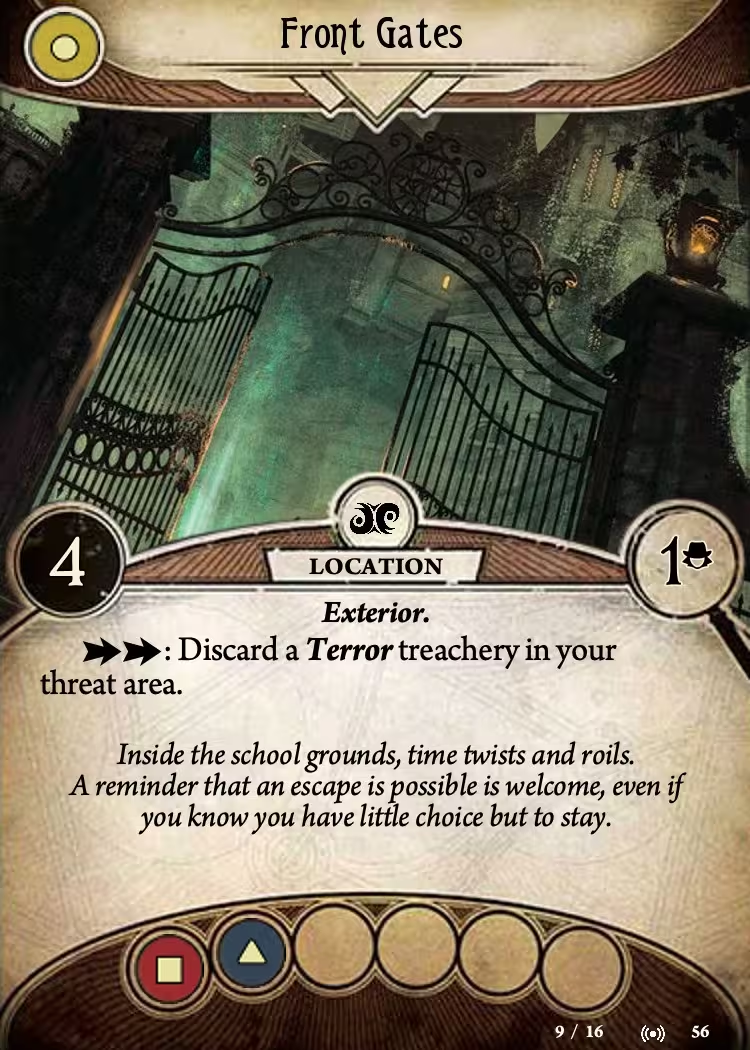 Front Gates
4
1
LOCATION
Exterior.
: Discard a Terror treachery in your
threat area.
Inside the school grounds, time twists and roils.
A reminder that an escape is possible is welcome, even if
you know you have little choice but to stay.
9 / 16 56